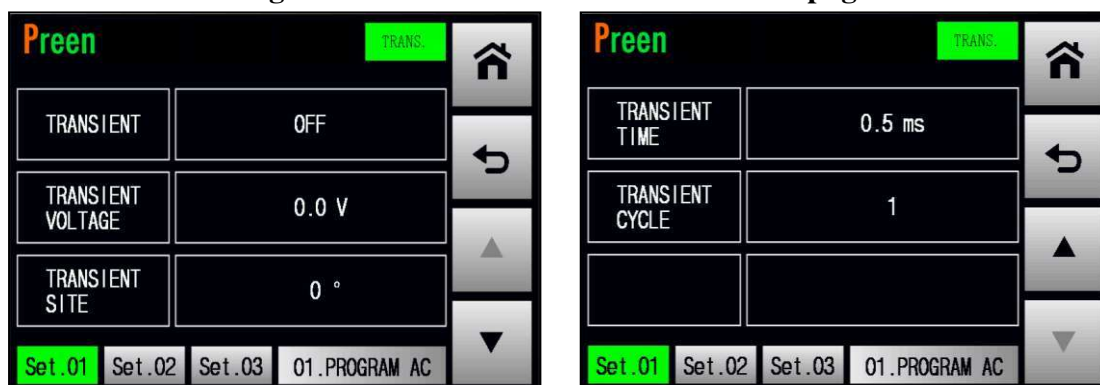 Preen TRANS.
TRANSIENT OFF
TRANSIENT
VOLTAGE 0.0 V
TRANSIENT
SITE 0 °
Set.01 Set.02 Set.03 01.PROGRAM AC
Preen TRANS.
TRANSIENT
TIME 0.5 ms
TRANSIENT
CYCLE 1
Set.01 Set.02 Set.03 01.PROGRAM AC